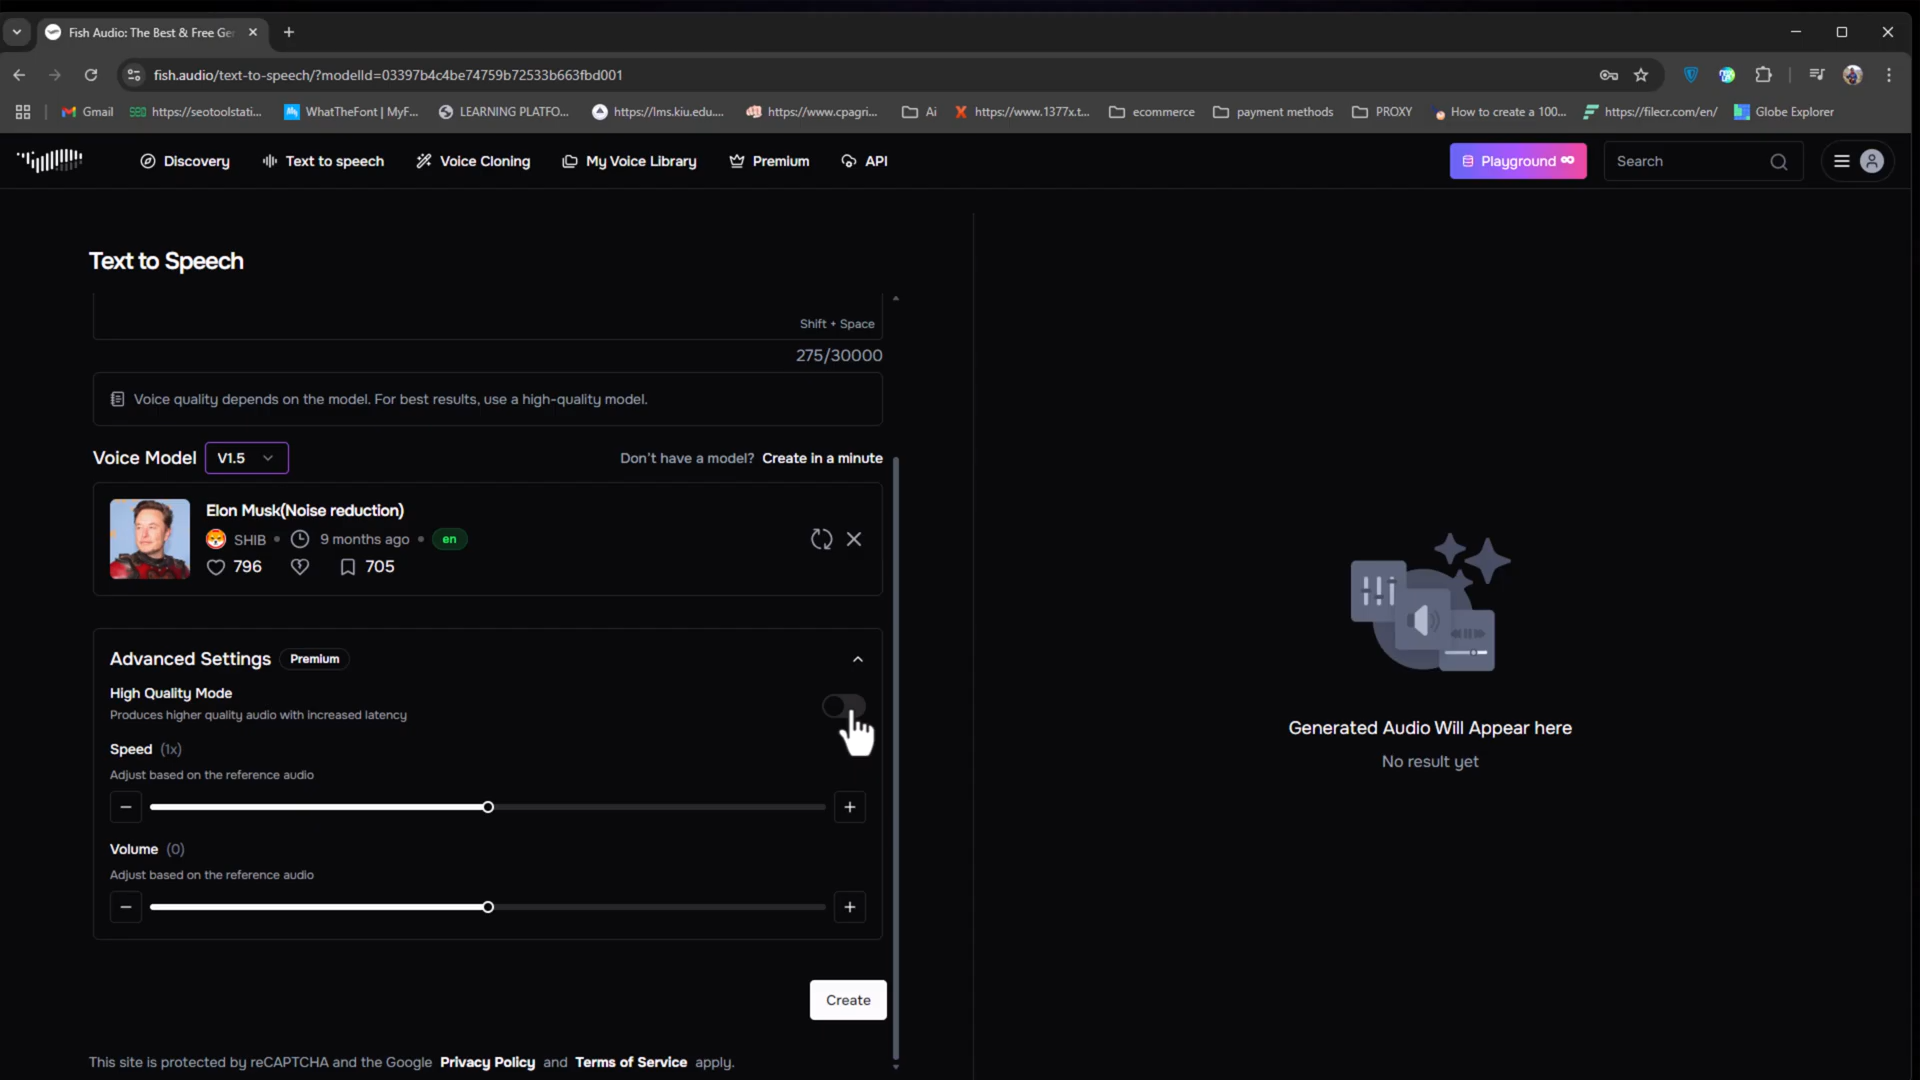 Fish Audio: The Best & Free Ge
fish.audio/text-to-speech/?modelId=03397b4c4be74759b72533b663fbd001
Gmail
https://seotoolstati...
WhatTheFont | MyF...
LEARNING PLATFO...
https://lms.kiu.edu....
https://www.cpagri...
Ai
https://www.1377x.t...
ecommerce
payment methods
PROXY
How to create a 100...
https://filecr.com/en/
Globe Explorer
Discovery
Text to speech
Voice Cloning
My Voice Library
Premium
API
Playground
Search
Text to Speech
Shift + Space
275/30000
Voice quality depends on the model. For best results, use a high-quality model.
Voice Model
V1.5
Don't have a model? Create in a minute
Elon Musk(Noise reduction)
SHIB • 9 months ago • en
796
705
Advanced Settings
Premium
High Quality Mode
Produces higher quality audio with increased latency
Speed (1x)
Adjust based on the reference audio
Volume (0)
Adjust based on the reference audio
Create
This site is protected by reCAPTCHA and the Google Privacy Policy and Terms of Service apply.
Generated Audio Will Appear here
No result yet